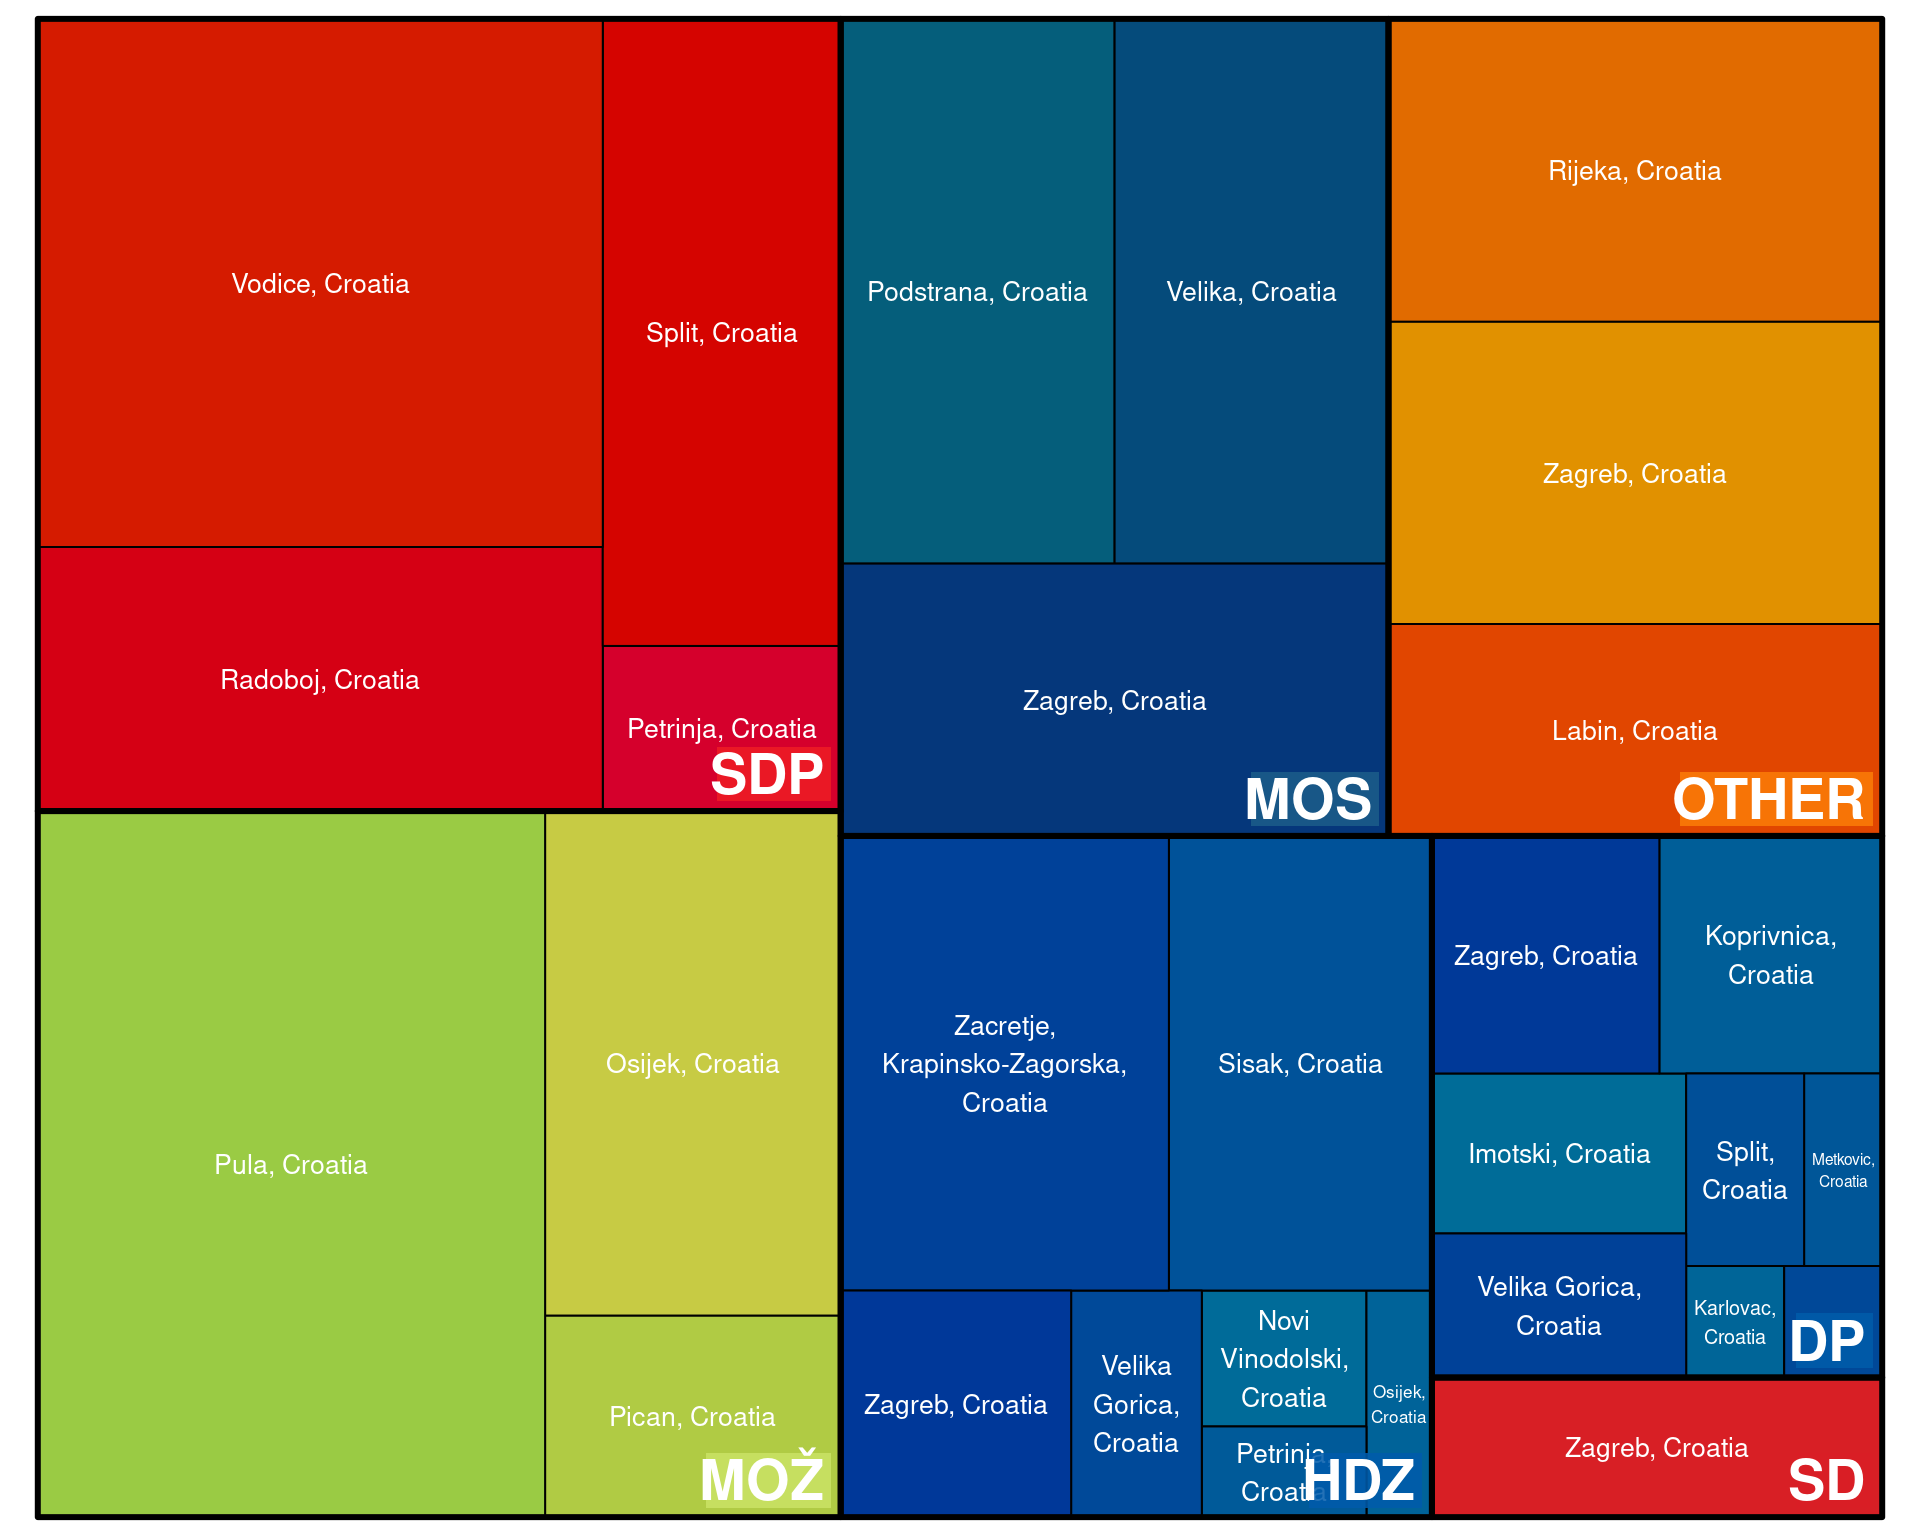 Vodice, Croatia
Split, Croatia
Radoboj, Croatia
Petrinja, Croatia
SDP
Podstrana, Croatia
Velika, Croatia
Zagreb, Croatia
MOS
Rijeka, Croatia
Zagreb, Croatia
Labin, Croatia
OTHER
Pula, Croatia
Osijek, Croatia
Pican, Croatia
MOŽ
Zacretje,
Krapinsko-Zagorska,
Croatia
Sisak, Croatia
Zagreb, Croatia
Velika
Gorica,
Croatia
Novi
Vinodolski,
Croatia
Petrinja,
Croatia
Osijek,
Croatia
HDZ
Zagreb, Croatia
Koprivnica,
Croatia
Imotski, Croatia
Split,
Croatia
Metkovic,
Croatia
Velika Gorica,
Croatia
Karlovac,
Croatia
DP
Zagreb, Croatia
SD